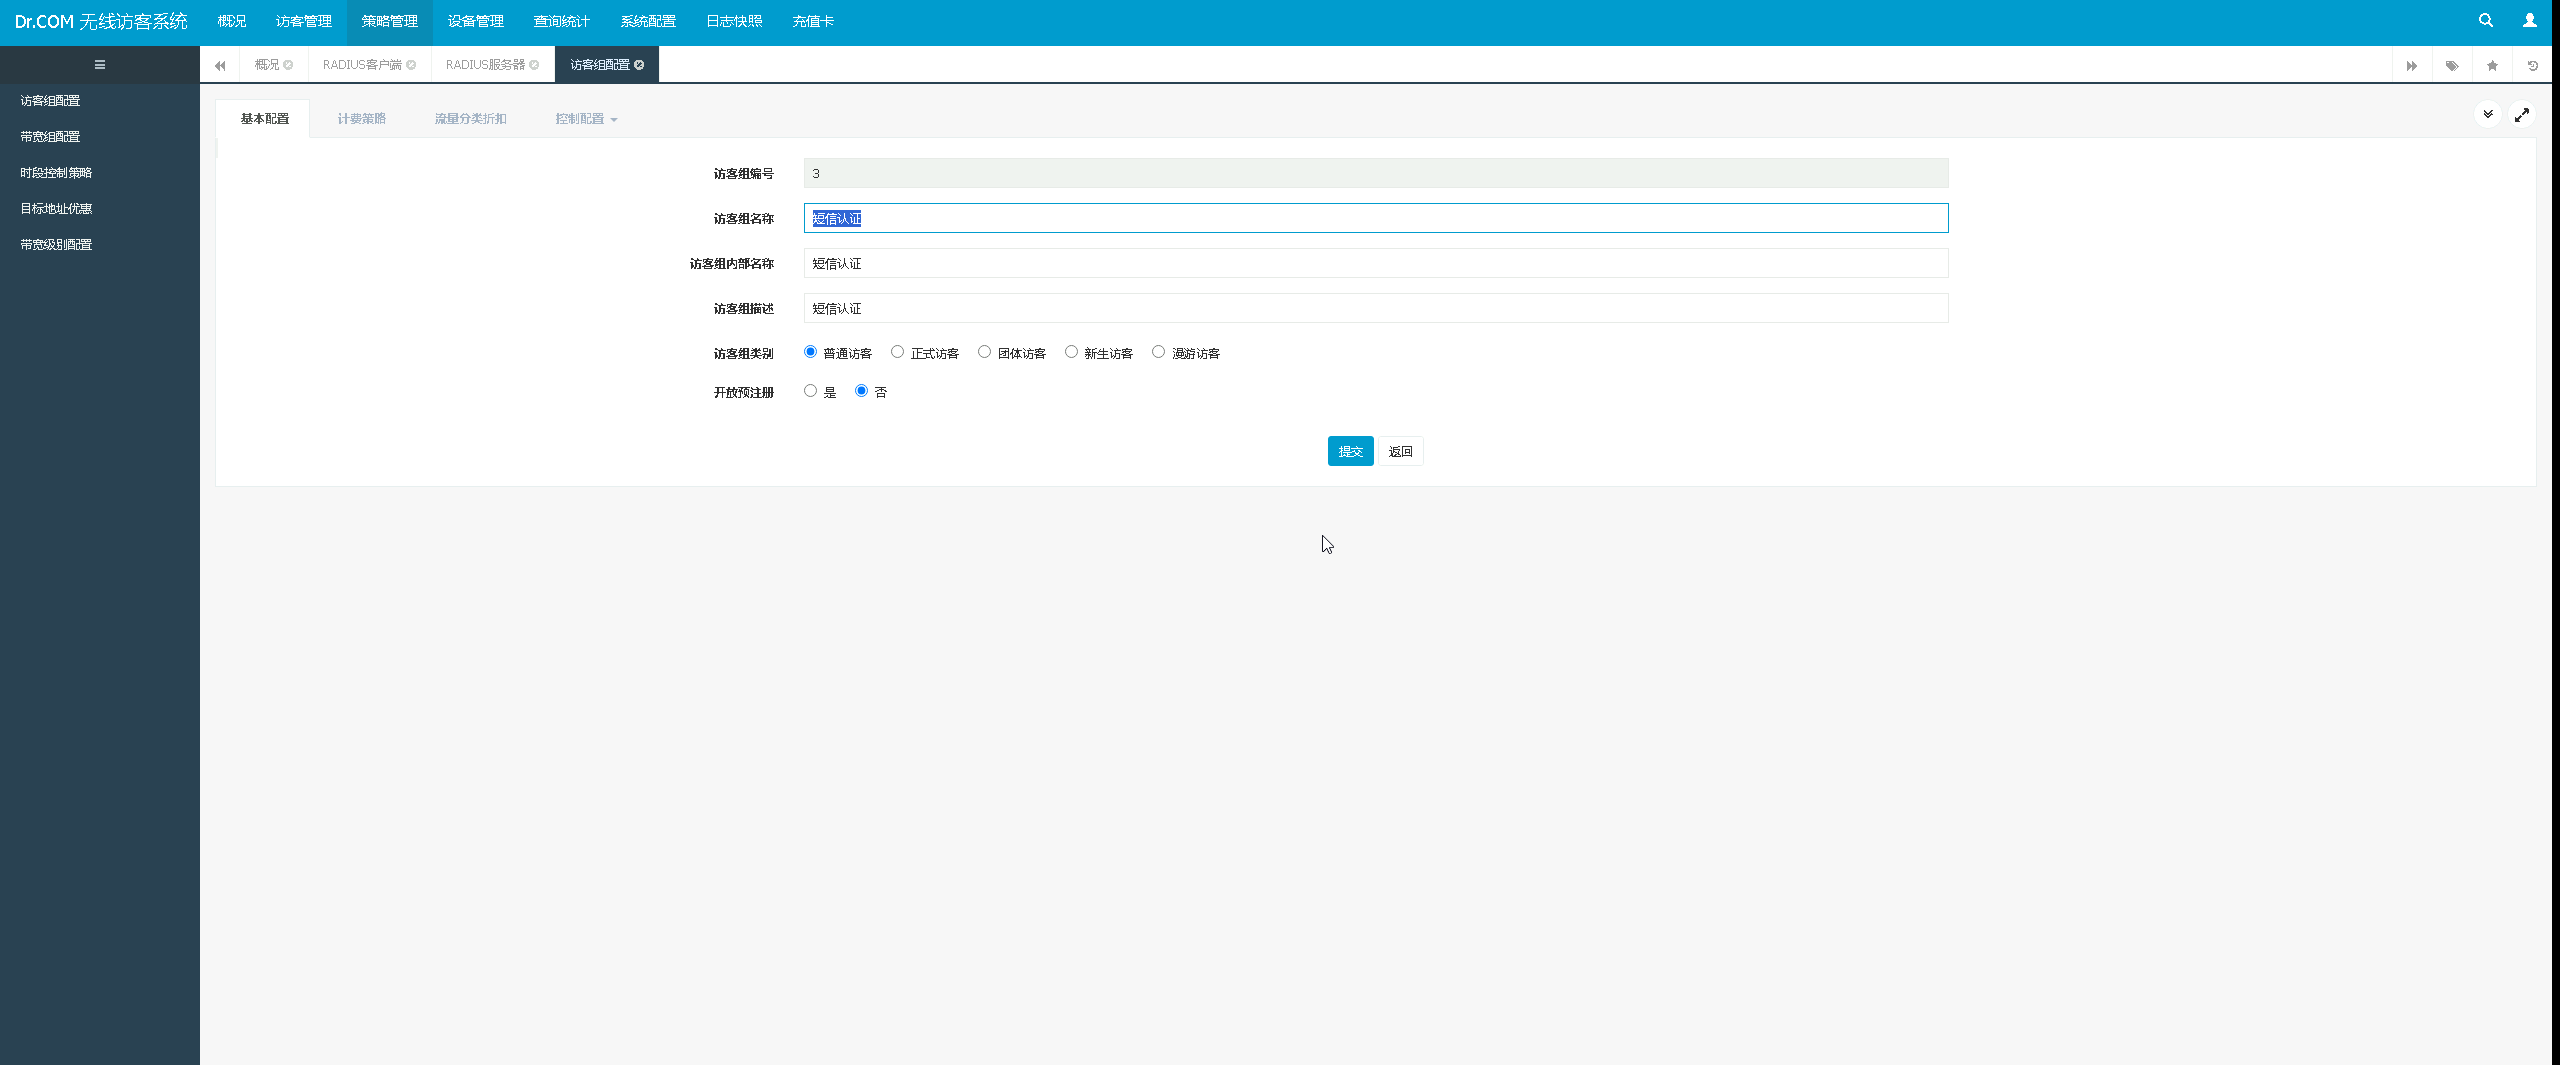 Dr.COM 无线访客系统 概况 访客管理 策略管理 设备管理 查询统计 系统配置 日志快照 充值卡
概况 RADIUS客户端 RADIUS服务器 访客组配置
访客组配置
带宽组配置
时段控制策略
目标地址优惠
带宽级别配置
基本配置 计费策略 流量分类折扣 控制配置
访客组编号 3
访客组名称 短信认证
访客组内部名称 短信认证
访客组描述 短信认证
访客组类别 普通访客 正式访客 团体访客 新生访客 漫游访客
开放预注册 是 否
提交 返回